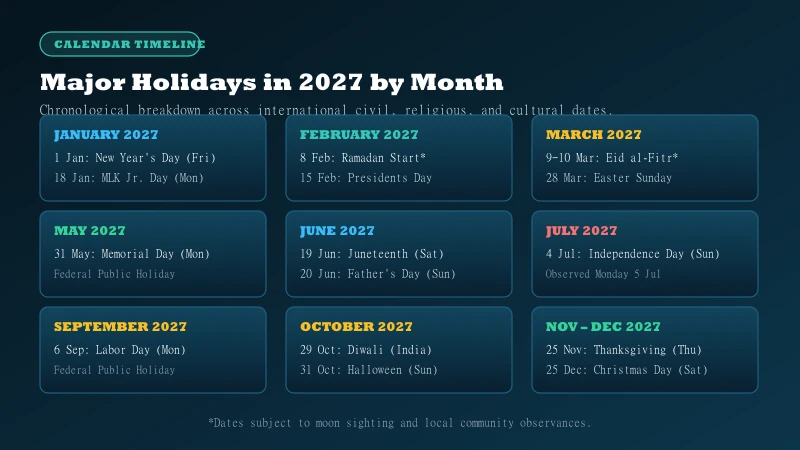 CALENDAR TIMELINE
Major Holidays in 2027 by Month
Chronological breakdown across international civil, religious, and cultural dates.
JANUARY 2027
1 Jan: New Year's Day (Fri)
18 Jan: MLK Jr. Day (Mon)
FEBRUARY 2027
8 Feb: Ramadan Start*
15 Feb: Presidents Day
MARCH 2027
9–10 Mar: Eid al-Fitr*
28 Mar: Easter Sunday
MAY 2027
31 May: Memorial Day (Mon)
Federal Public Holiday
JUNE 2027
19 Jun: Juneteenth (Sat)
20 Jun: Father's Day (Sun)
JULY 2027
4 Jul: Independence Day (Sun)
Observed Monday 5 Jul
SEPTEMBER 2027
6 Sep: Labor Day (Mon)
Federal Public Holiday
OCTOBER 2027
29 Oct: Diwali (India)
31 Oct: Halloween (Sun)
NOV – DEC 2027
25 Nov: Thanksgiving (Thu)
25 Dec: Christmas Day (Sat)
*Dates subject to moon sighting and local community observances.